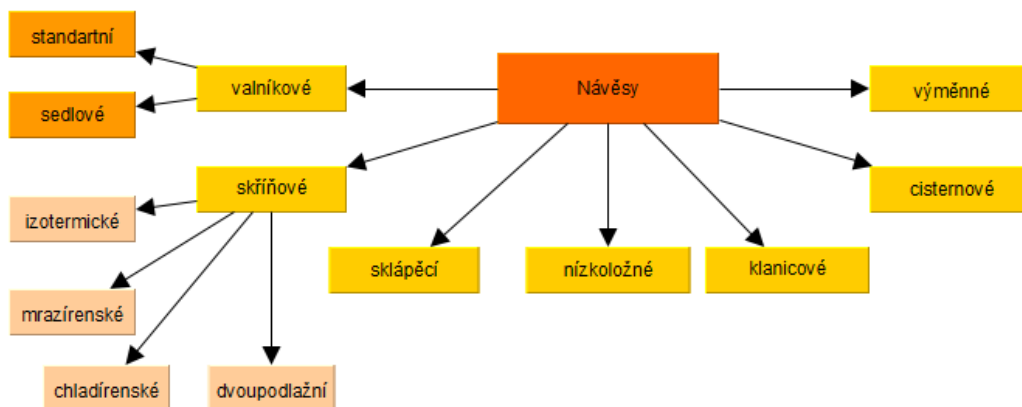 standartní
valníkové
Návěsy
výměnné
sedlové
skříňové
cisternové
izotermické
sklápěcí
nízkoložné
klanicové
mrazírenské
chladírenské
dvoupodlažní